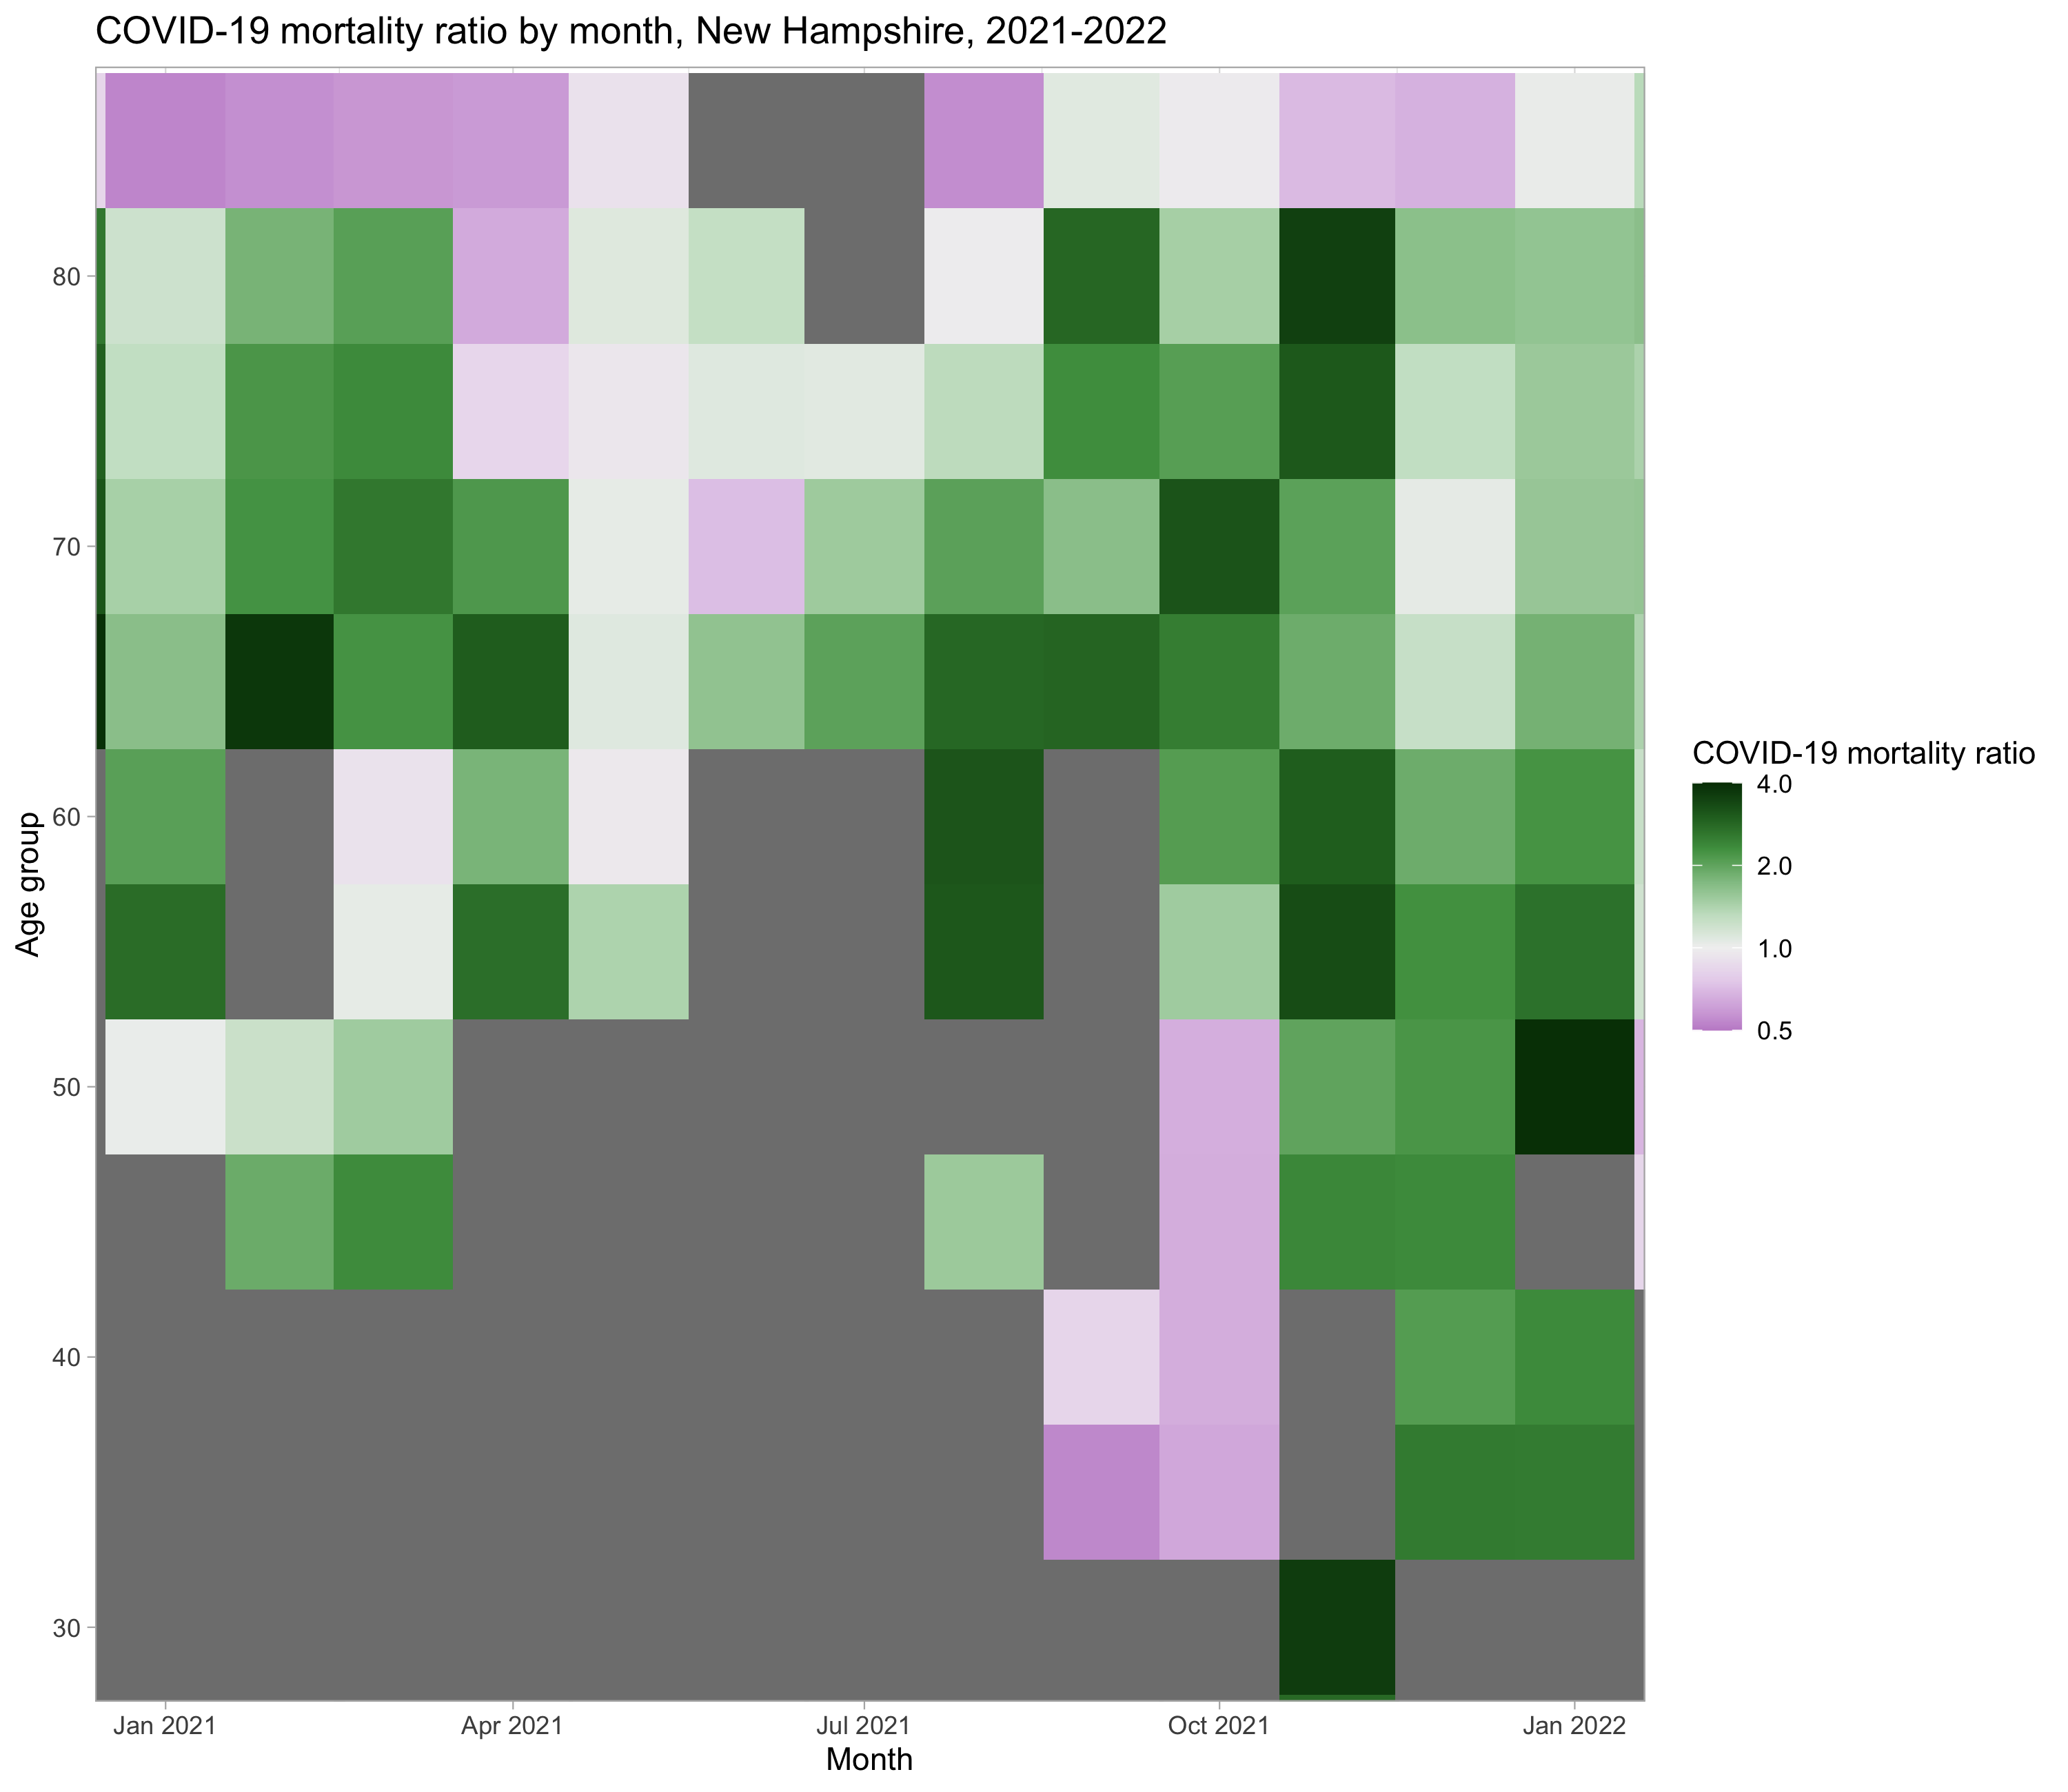 COVID-19 mortality ratio by month, New Hampshire, 2021-2022
Age group
80
70
60
50
40
30
Jan 2021
Apr 2021
Jul 2021
Oct 2021
Jan 2022
Month
COVID-19 mortality ratio
4.0
2.0
1.0
0.5